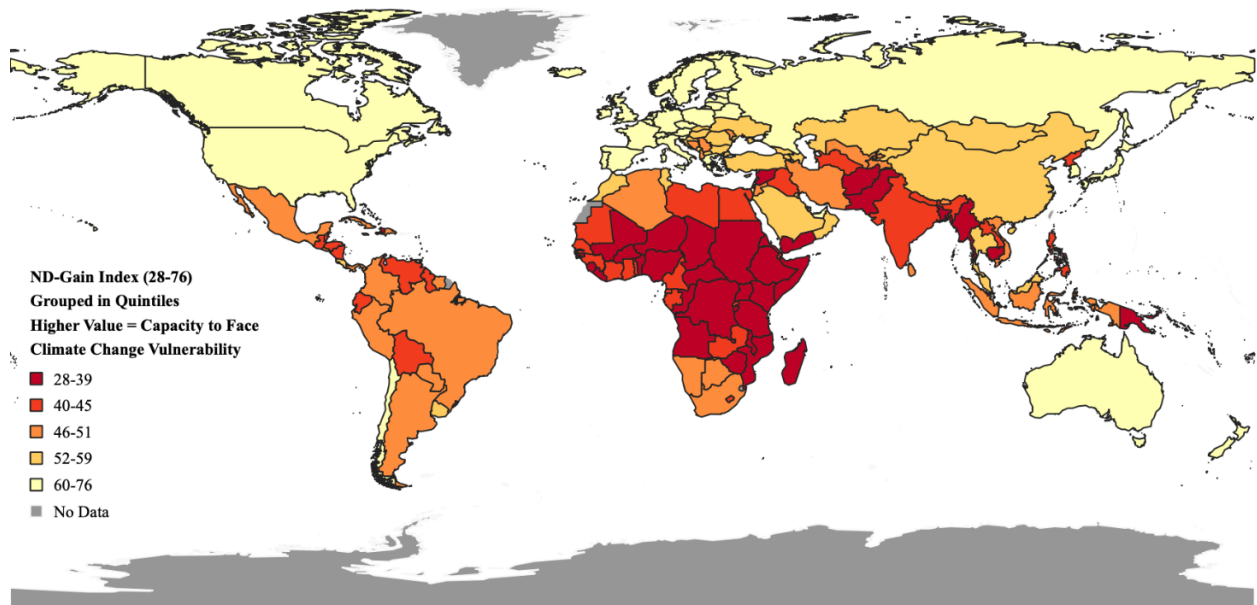 ND-Gain Index (28-76)
Grouped in Quintiles
Higher Value = Capacity to Face
Climate Change Vulnerability
28-39
40-45
46-51
52-59
60-76
No Data